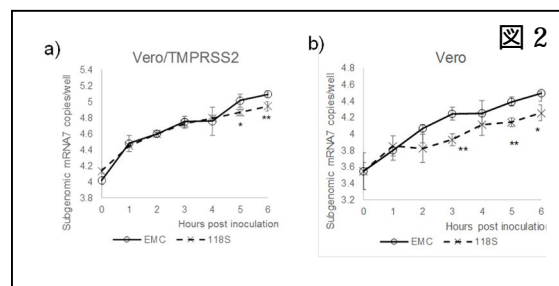 図 2
a)
Vero/TMPRSS2
Subgenomic mRNA7 copies/well
5.4
5.2
5
4.8
4.6
4.4
4.2
4
3.8
*
**
0 1 2 3 4 5 6
Hours post inoculation
EMC 118S
b)
Vero
Subgenomic mRNA7 copies/well
4.8
4.6
4.4
4.2
4
3.8
3.6
3.4
3.2
**
**
*
0 1 2 3 4 5 6
Hours post inoculation
EMC 118S